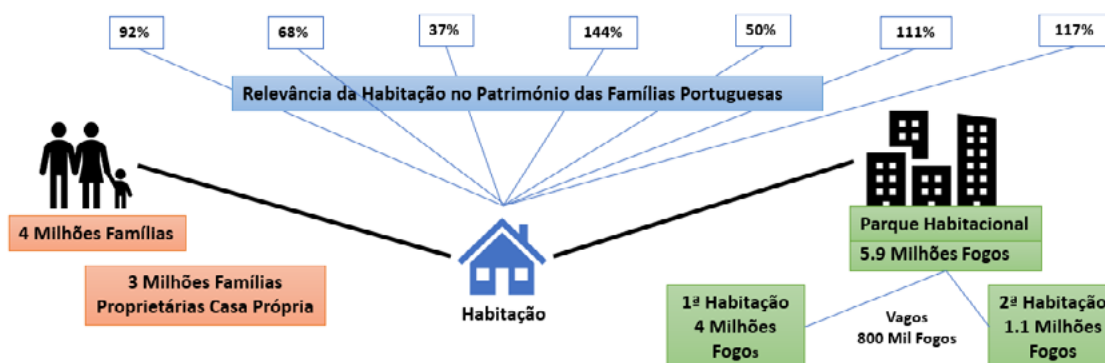 92%
68%
37%
144%
50%
111%
117%
Relevância da Habitação no Património das Famílias Portuguesas
4 Milhões Famílias
3 Milhões Famílias
Proprietárias Casa Própria
Habitação
Parque Habitacional
5.9 Milhões Fogos
1ª Habitação
4 Milhões
Fogos
Vagos
800 Mil Fogos
2ª Habitação
1.1 Milhões
Fogos